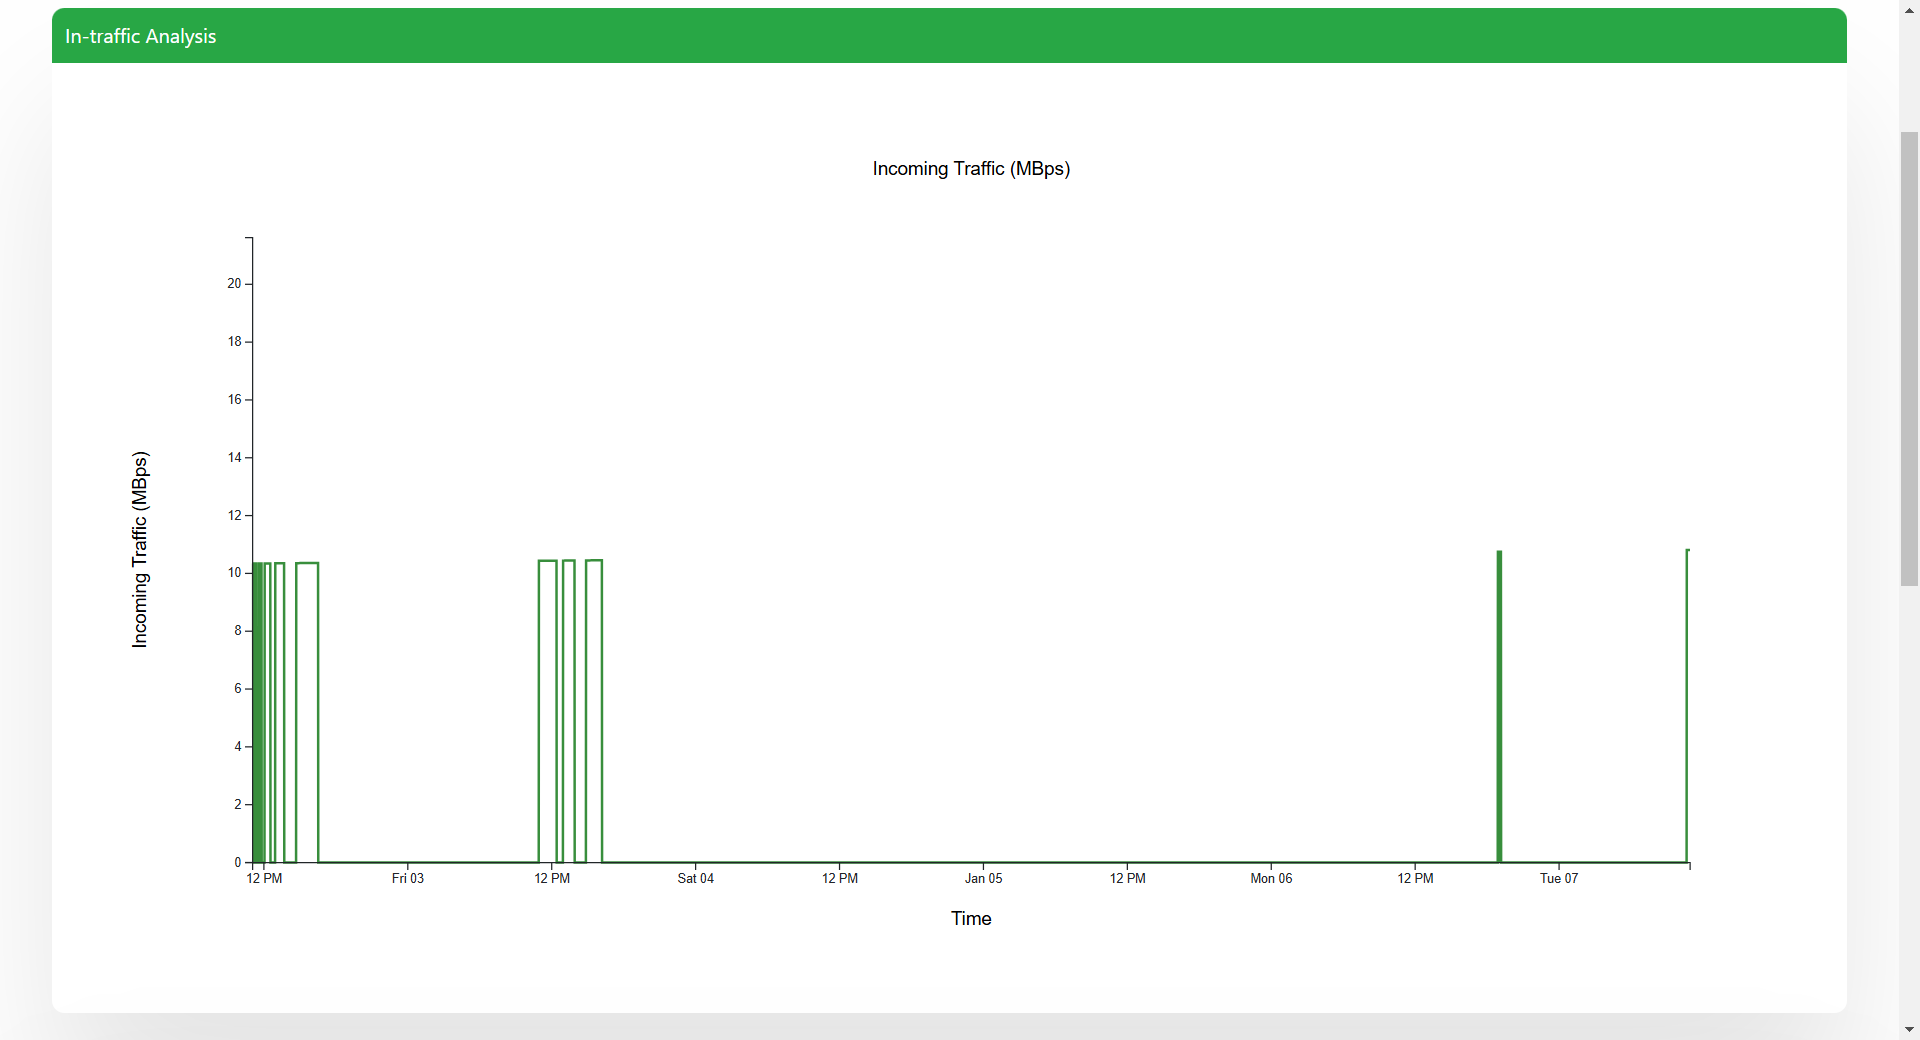 In-traffic Analysis
Incoming Traffic (MBps)
Incoming Traffic (MBps)
20
18
16
14
12
10
8
6
4
2
0
12 PM Fri 03 12 PM Sat 04 12 PM Jan 05 12 PM Mon 06 12 PM Tue 07
Time